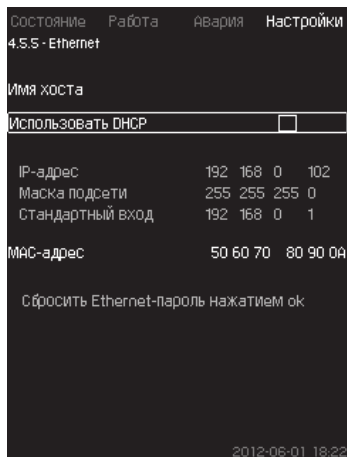 Состояние Работа Авария Настройки
4.5.5 - Ethernet
Имя хоста
Использовать DHCP
IP-адрес 192 168 0 102
Маска подсети 255 255 255 0
Стандартный вход 192 168 0 1
MAC-адрес 50 60 70 80 90 0A
Сбросить Ethernet-пароль нажатием ok
2012-06-01 18:22